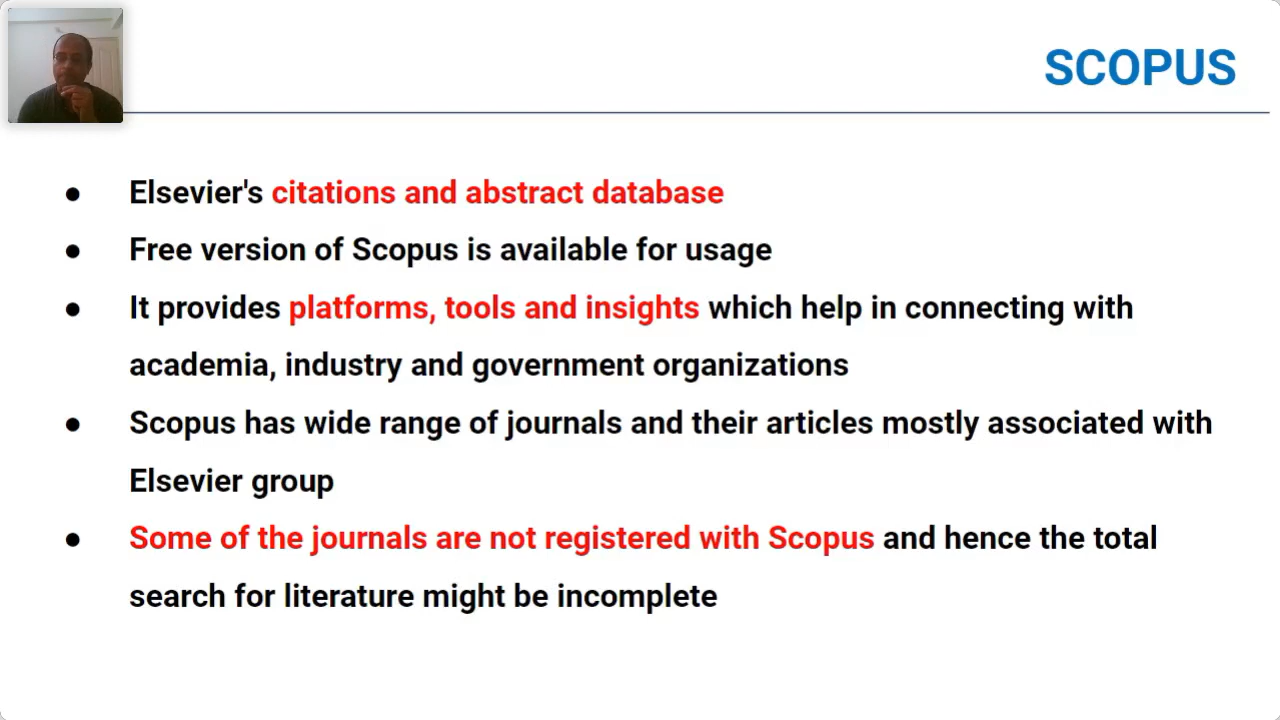 SCOPUS
● Elsevier's citations and abstract database
● Free version of Scopus is available for usage
● It provides platforms, tools and insights which help in connecting with
academia, industry and government organizations
● Scopus has wide range of journals and their articles mostly associated with
Elsevier group
● Some of the journals are not registered with Scopus and hence the total
search for literature might be incomplete